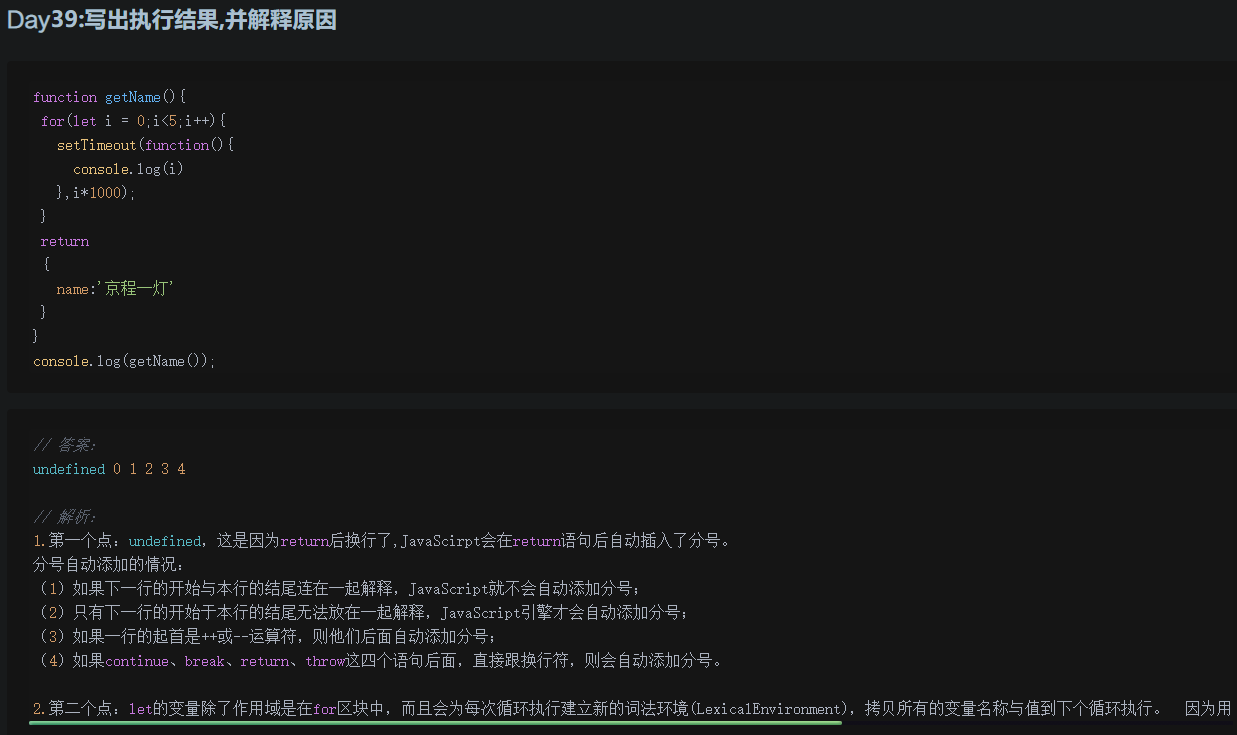 Day39:写出执行结果,并解释原因
function getName(){
for(let i = 0;i<5;i++){
setTimeout(function(){
console.log(i)
},i*1000);
}
return
{
name:'京程一灯'
}
}
console.log(getName());
// 答案:
undefined 0 1 2 3 4
// 解析:
1.第一个点：undefined，这是因为return后换行了,JavaScirpt会在return语句后自动插入了分号。
分号自动添加的情况：
（1）如果下一行的开始与本行的结尾连在一起解释，JavaScript就不会自动添加分号；
（2）只有下一行的开始于本行的结尾无法放在一起解释，JavaScript引擎才会自动添加分号；
（3）如果一行的起首是++或--运算符，则他们后面自动添加分号；
（4）如果continue、break、return、throw这四个语句后面，直接跟换行符，则会自动添加分号。
2.第二个点：let的变量除了作用域是在for区块中，而且会为每次循环执行建立新的词法环境(LexicalEnvironment)，拷贝所有的变量名称与值到下个循环执行。 因为用